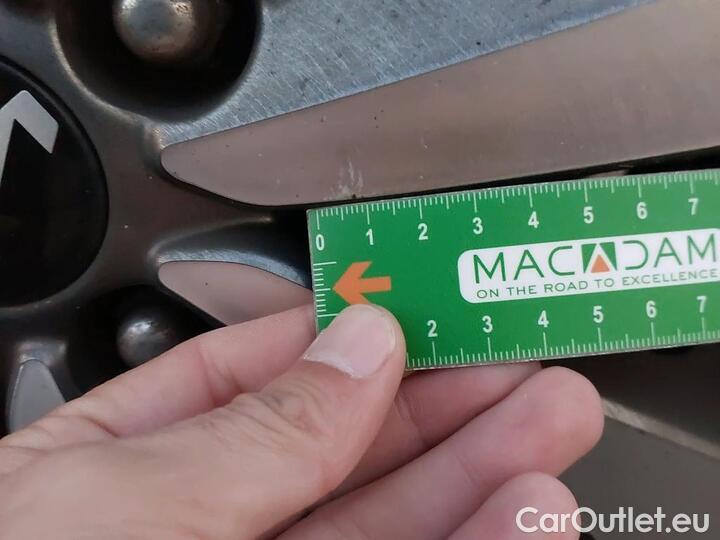 0 1 2 3 4 5 6 7
MACADAM
ON THE ROAD TO EXCELLENCE
2 3 4 5 6 7
CarOutlet.eu